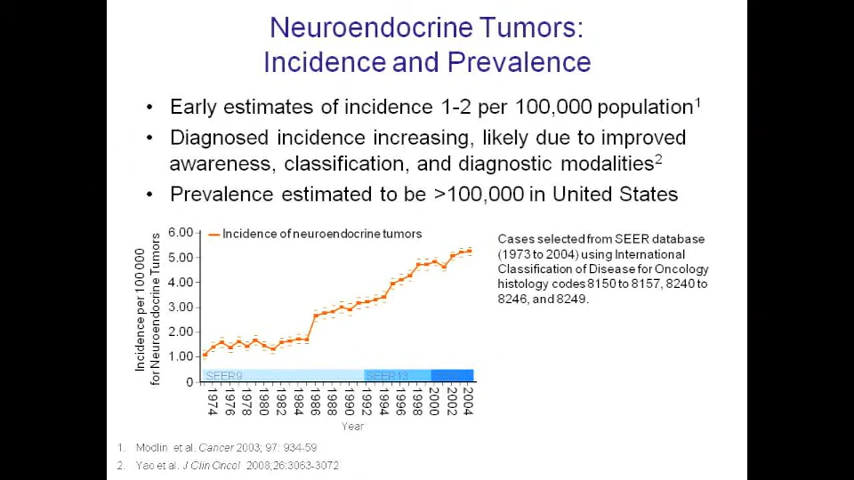 Neuroendocrine Tumors:
Incidence and Prevalence
• Early estimates of incidence 1-2 per 100,000 population1
• Diagnosed incidence increasing, likely due to improved
awareness, classification, and diagnostic modalities2
• Prevalence estimated to be >100,000 in United States
Incidence per 100 000
for Neuroendocrine Tumors
6.00
5.00
4.00
3.00
2.00
1.00
0
Incidence of neuroendocrine tumors
SEER9
SEER13
1974 1976 1978 1980 1982 1984 1986 1988 1990 1992 1994 1996 1998 2000 2002 2004
Year
Cases selected from SEER database
(1973 to 2004) using International
Classification of Disease for Oncology
histology codes 8150 to 8157, 8240 to
8246, and 8249.
1. Modlin et al. Cancer 2003; 97: 934-59
2. Yao et al. J Clin Oncol 2008;26:3063-3072